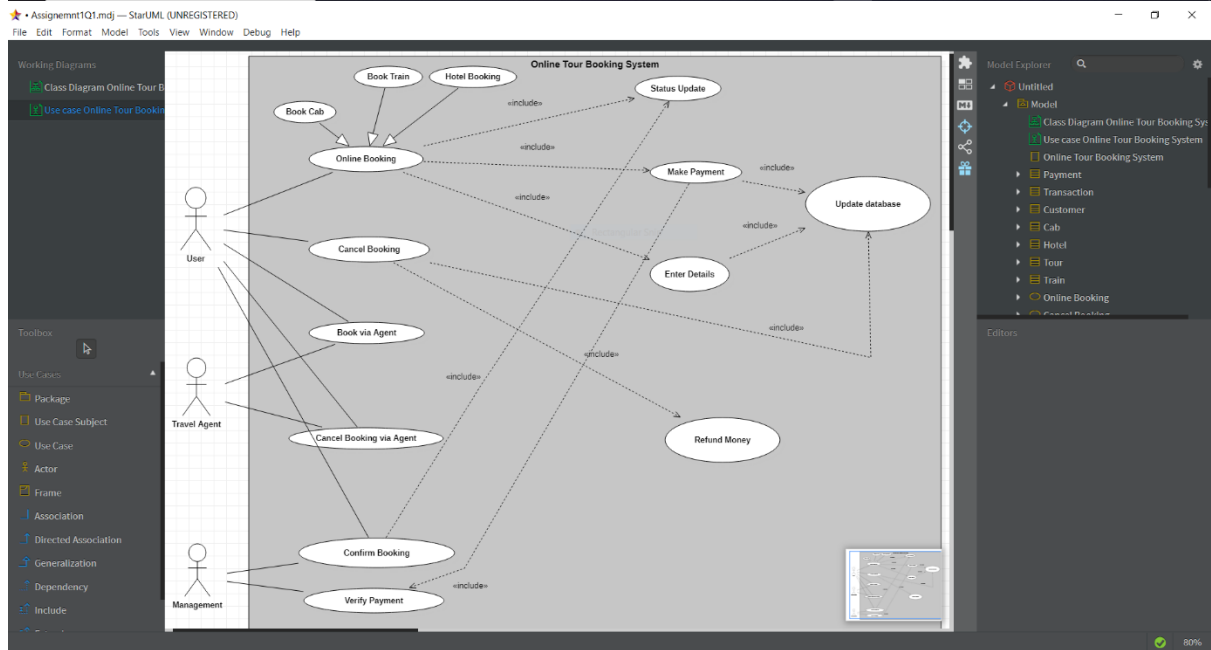 • Assignemnt1Q1.mdj — StarUML (UNREGISTERED)
File Edit Format Model Tools View Window Debug Help
Working Diagrams
Class Diagram Online Tour B
Use case Online Tour Bookin
Toolbox
Use Cases
Package
Use Case Subject
Use Case
Actor
Frame
Association
Directed Association
Generalization
Dependency
Include
Online Tour Booking System
Book Train
Hotel Booking
Book Cab
Status Update
«include»
Online Booking
«include»
Make Payment
«include»
Update database
«include»
User
Cancel Booking
«include»
Enter Details
Book via Agent
«include»
«include»
«include»
Travel Agent
Cancel Booking via Agent
Refund Money
Confirm Booking
«include»
Management
Verify Payment
Model Explorer
Untitled
Model
Class Diagram Online Tour Booking Sys
Use case Online Tour Booking System
Online Tour Booking System
Payment
Transaction
Customer
Cab
Hotel
Tour
Train
Online Booking
Cancel Booking
Editors
80%